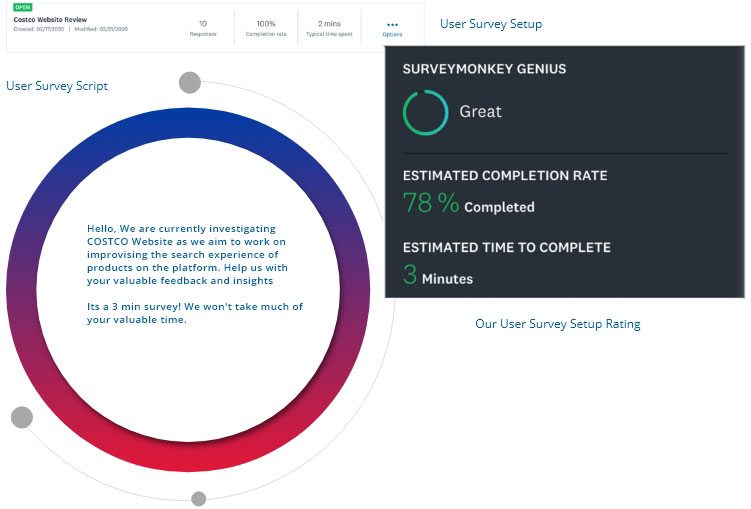 OPEN
Costco Website Review
Created: 02/17/2020 | Modified: 02/21/2020
10
Responses
100%
Completion rate
2 mins
Typical time spent
Options
User Survey Setup
User Survey Script
SURVEYMONKEY GENIUS
Great
ESTIMATED COMPLETION RATE
78 % Completed
ESTIMATED TIME TO COMPLETE
3 Minutes
Our User Survey Setup Rating
Hello, We are currently investigating
COSTCO Website as we aim to work on
improvising the search experience of
products on the platform. Help us with
your valuable feedback and insights
Its a 3 min survey! We won't take much of
your valuable time.